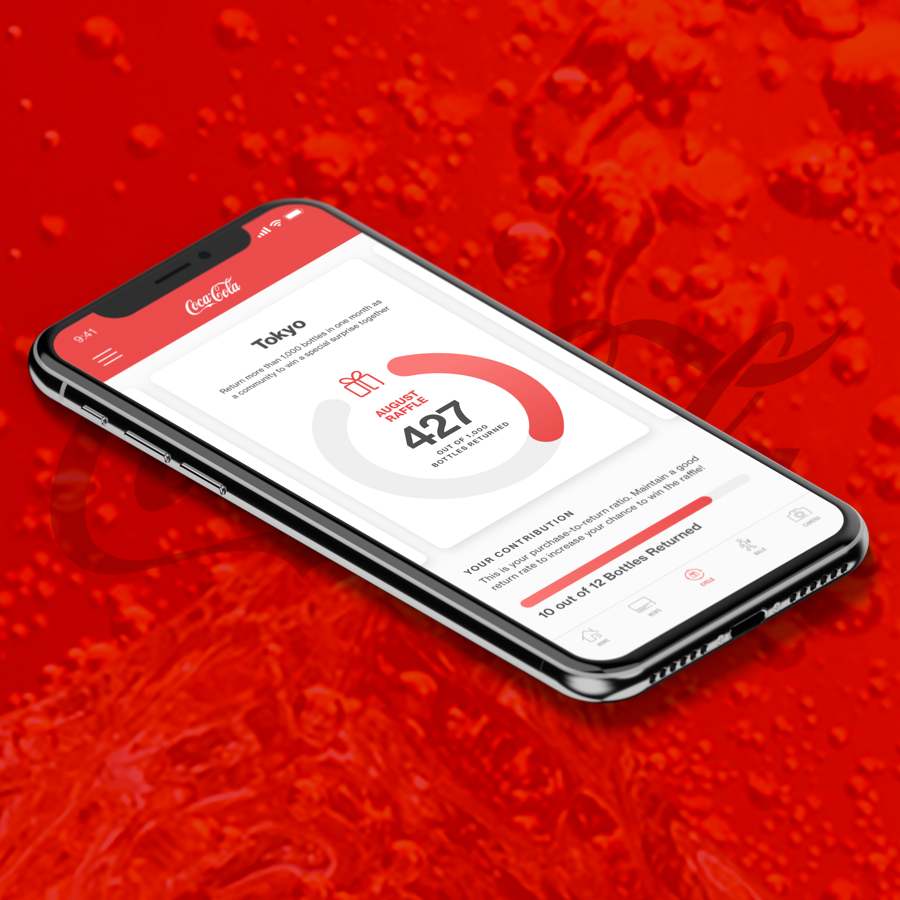 9:41
Coca-Cola
Tokyo
Return more than 1,000 bottles in one month as
a community to win a special surprise together
AUGUST
RAFFLE
427
OUT OF 1,000
BOTTLES RETURNED
YOUR CONTRIBUTION
This is your purchase-to-return ratio. Maintain a good
return rate to increase your chance to win the raffle!
10 out of 12 Bottles Returned
HOME
NEWS
CYCLE
CAMERA